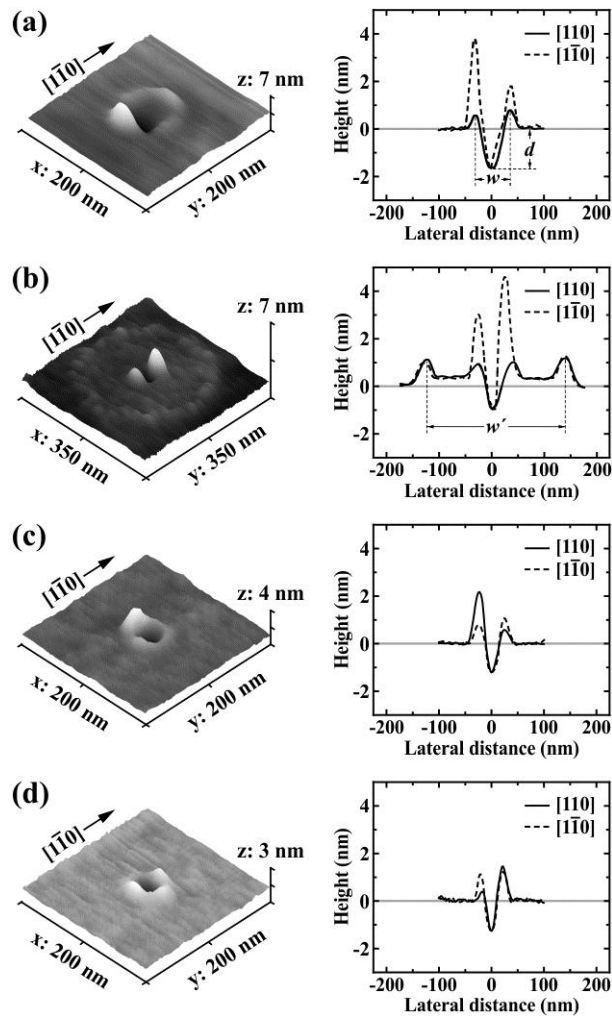 (a)
[11̅0]
z: 7 nm
x: 200 nm
y: 200 nm
Height (nm)
4
2
0
-2
[110]
[11̅0]
d
w
-200 -100 0 100 200
Lateral distance (nm)
(b)
[11̅0]
z: 7 nm
x: 350 nm
y: 350 nm
Height (nm)
4
2
0
-2
[110]
[11̅0]
w'
-200 -100 0 100 200
Lateral distance (nm)
(c)
[11̅0]
z: 4 nm
x: 200 nm
y: 200 nm
Height (nm)
4
2
0
-2
[110]
[11̅0]
-200 -100 0 100 200
Lateral distance (nm)
(d)
[11̅0]
z: 3 nm
x: 200 nm
y: 200 nm
Height (nm)
4
2
0
-2
[110]
[11̅0]
-200 -100 0 100 200
Lateral distance (nm)